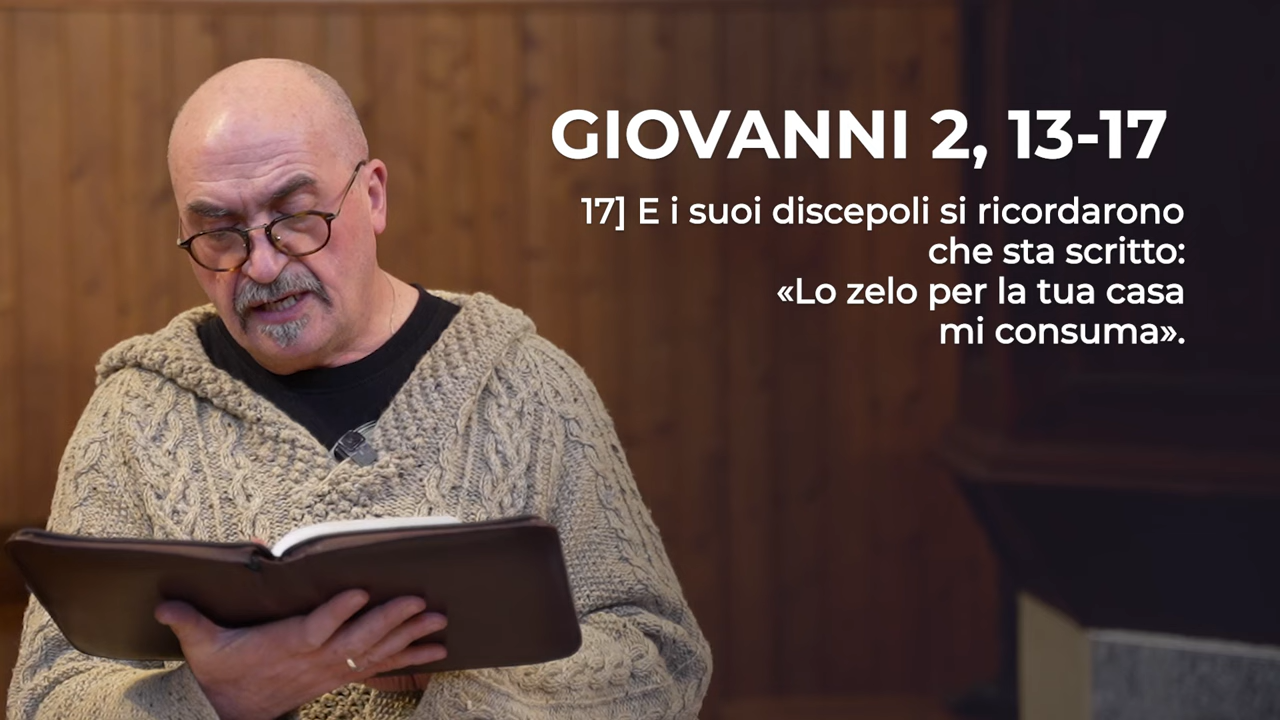 GIOVANNI 2, 13-17
17] E i suoi discepoli si ricordarono
che sta scritto:
«Lo zelo per la tua casa
mi consuma».